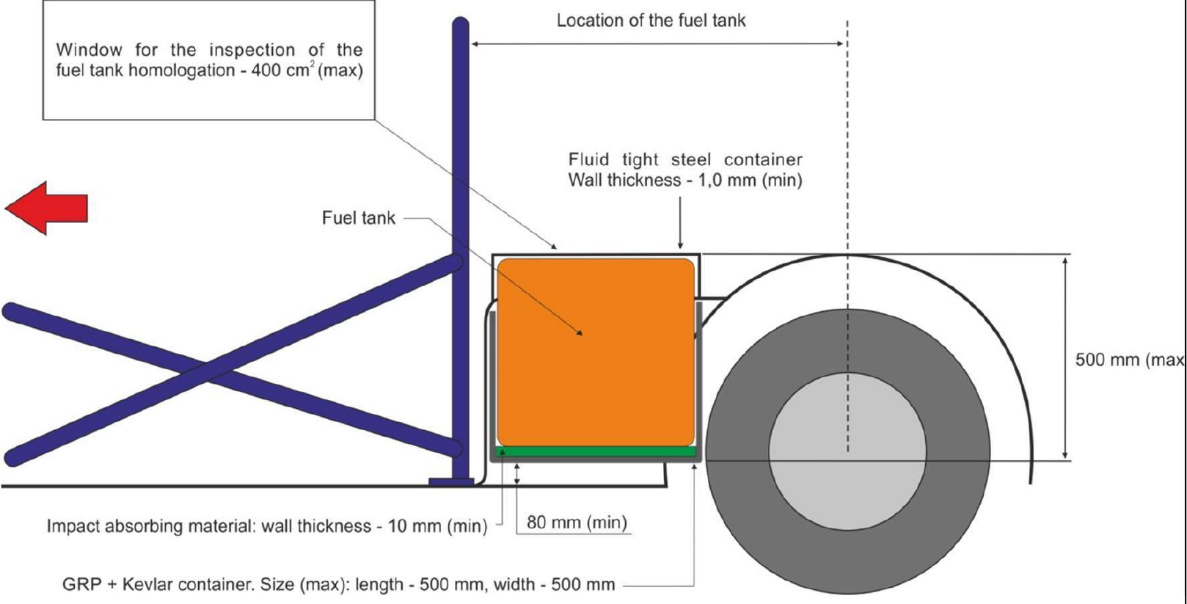 Location of the fuel tank
Window for the inspection of the
fuel tank homologation - 400 cm² (max)
Fluid tight steel container
Wall thickness - 1,0 mm (min)
Fuel tank
500 mm (max
Impact absorbing material: wall thickness - 10 mm (min)
80 mm (min)
GRP + Kevlar container. Size (max): length - 500 mm, width - 500 mm